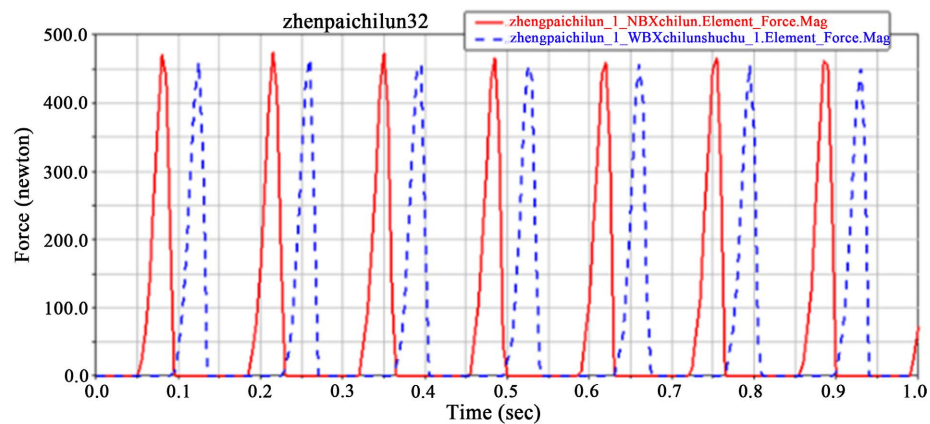 zhenpaichilun32
.zhengpaichilun_1_NBXchilun.Element_Force.Mag
.zhengpaichilun_1_WBXchilunshuchu_1.Element_Force.Mag
500.0
400.0
300.0
200.0
100.0
0.0
Force (newton)
0.0 0.1 0.2 0.3 0.4 0.5 0.6 0.7 0.8 0.9 1.0
Time (sec)